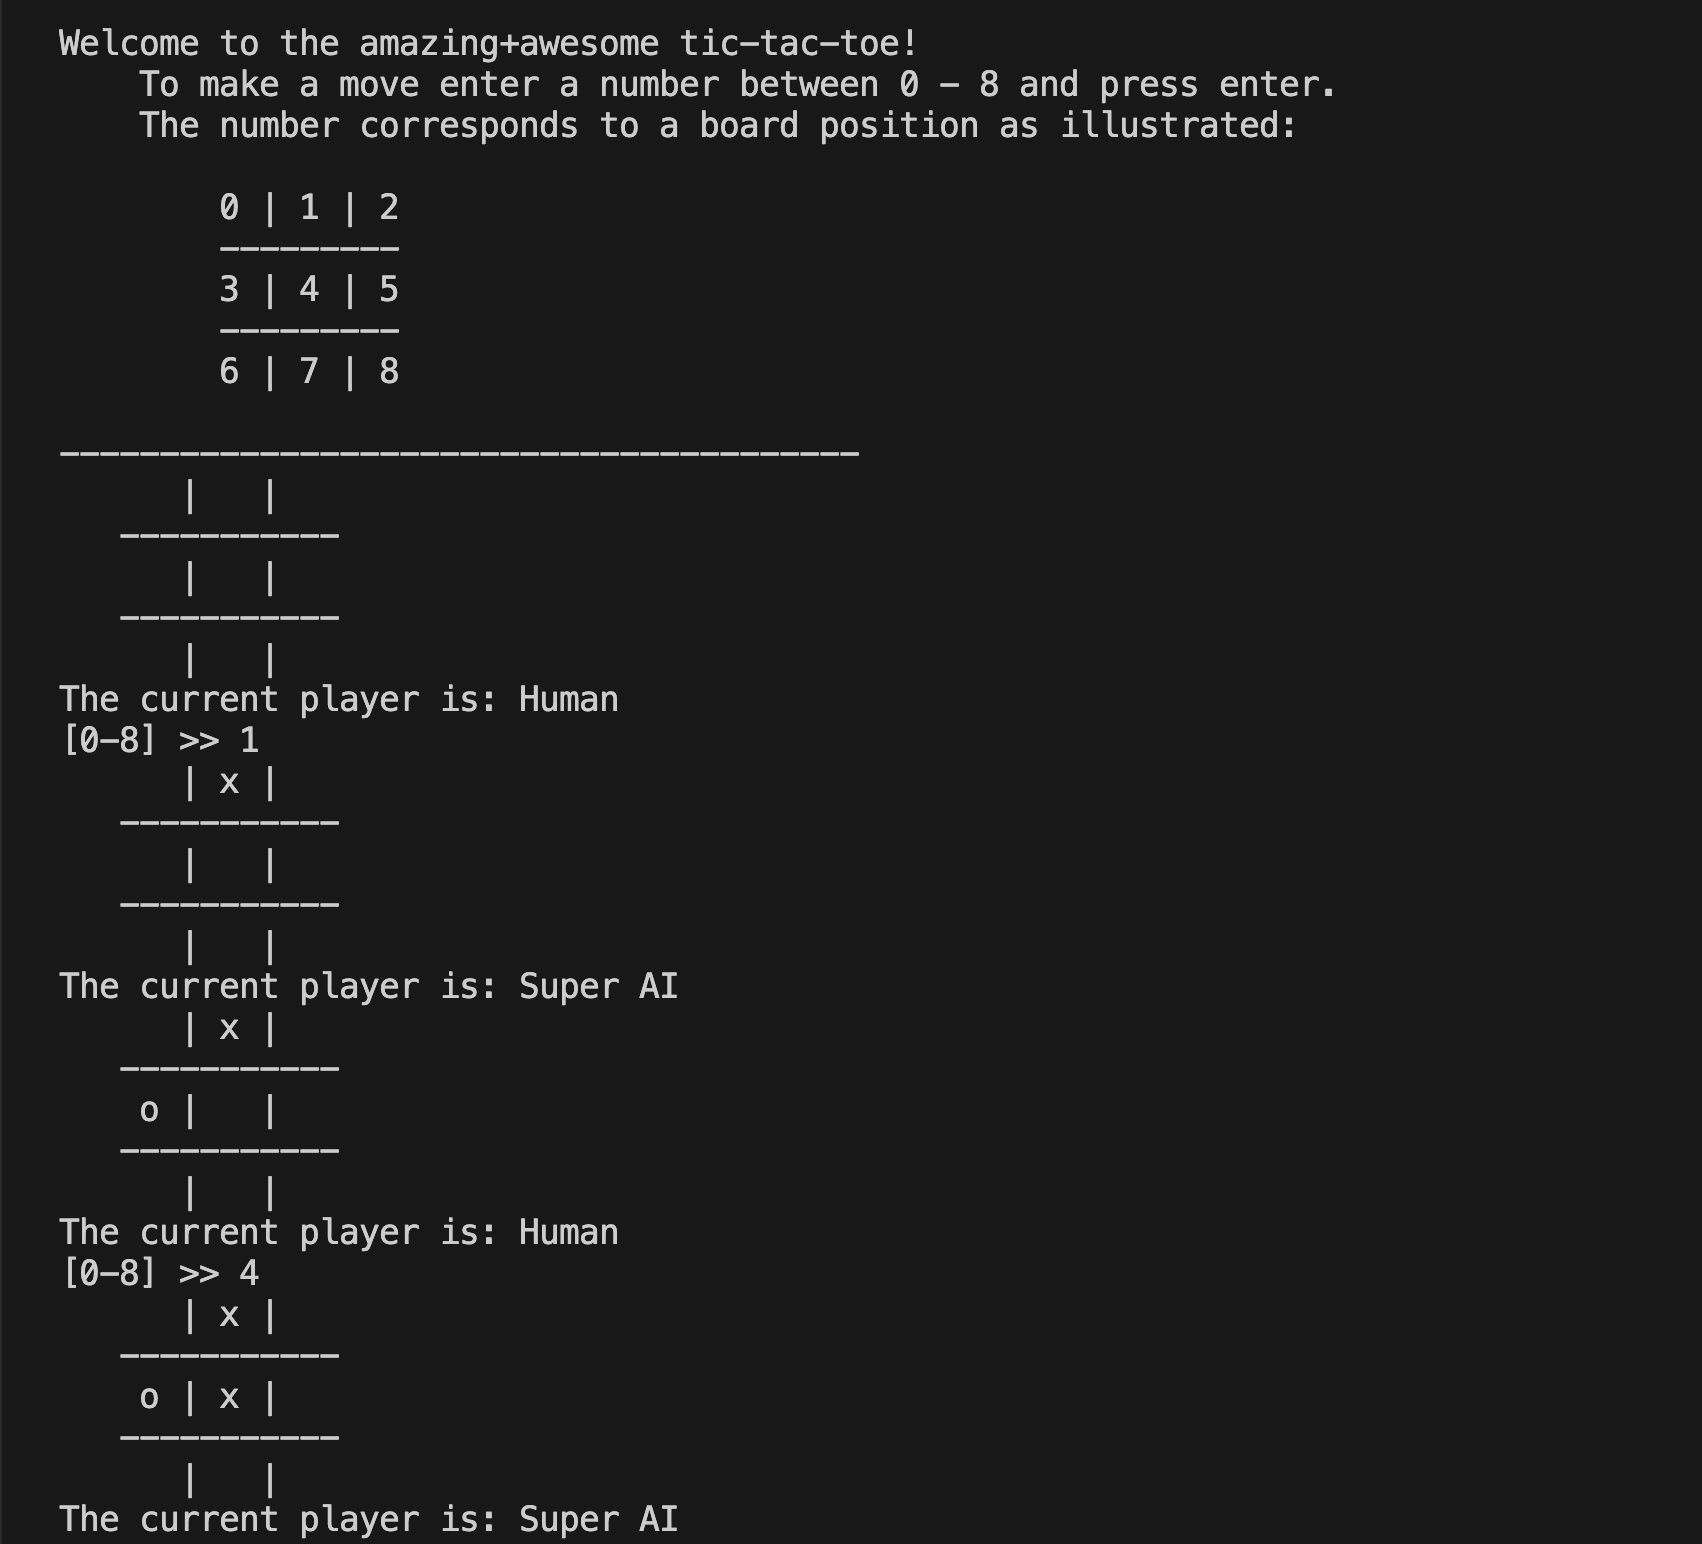 Welcome to the amazing+awesome tic-tac-toe!
    To make a move enter a number between 0 - 8 and press enter.
    The number corresponds to a board position as illustrated:

        0 | 1 | 2
        ---------
        3 | 4 | 5
        ---------
        6 | 7 | 8

----------------------------------------
      |   |
   -----------
      |   |
   -----------
      |   |
The current player is: Human
[0-8] >> 1
      | x |
   -----------
      |   |
   -----------
      |   |
The current player is: Super AI
      | x |
   -----------
    o |   |
   -----------
      |   |
The current player is: Human
[0-8] >> 4
      | x |
   -----------
    o | x |
   -----------
      |   |
The current player is: Super AI